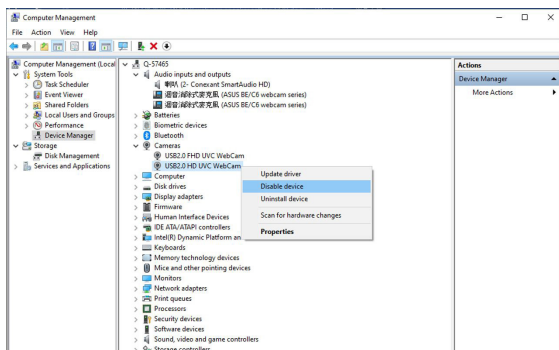 Computer Management
File Action View Help
Computer Management (Local
System Tools
Task Scheduler
Event Viewer
Shared Folders
Local Users and Groups
Performance
Device Manager
Storage
Disk Management
Services and Applications
Q-57465
Audio inputs and outputs
喇叭 (2- Conexant SmartAudio HD)
(ASUS BE/C6 webcam series)
(ASUS BE/C6 webcam series)
Batteries
Biometric devices
Bluetooth
Cameras
USB2.0 FHD UVC WebCam
USB2.0 HD UVC WebCam
Computer
Disk drives
Display adapters
Firmware
Human Interface Devices
IDE ATA/ATAPI controllers
Intel(R) Dynamic Platform an
Keyboards
Memory technology devices
Mice and other pointing devices
Monitors
Network adapters
Print queues
Processors
Security devices
Software devices
Sound, video and game controllers
Storage controllers
Update driver
Disable device
Uninstall device
Scan for hardware changes
Properties
Actions
Device Manager
More Actions